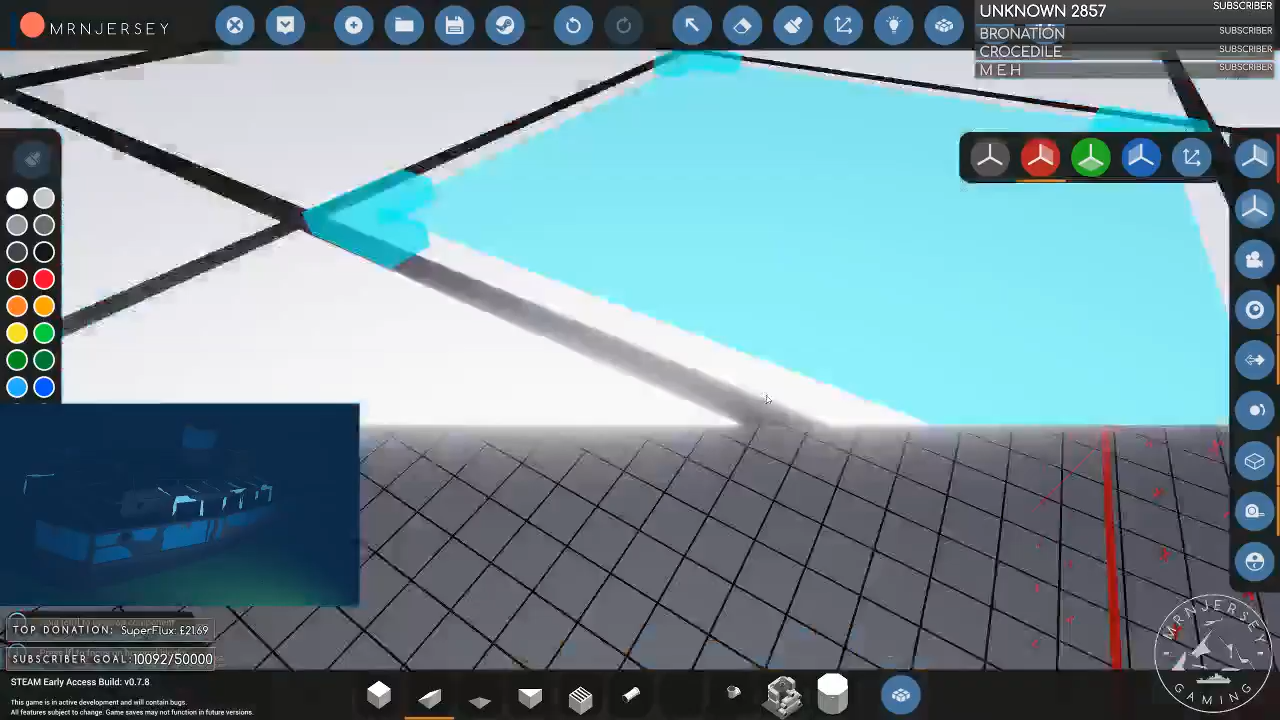 MRNJERSEY
UNKNOWN 2857 SUBSCRIBER
BRONATION SUBSCRIBER
CROCEDILE SUBSCRIBER
MEH SUBSCRIBER
TOP DONATION: SuperFlux: £21.69
SUBSCRIBER GOAL: 10092/50000
STEAM Early Access Build: v0.7.8
This game is in active development and will contain bugs.
All features subject to change. Game saves may not function in future versions.
MRNJERSEY
GAMING